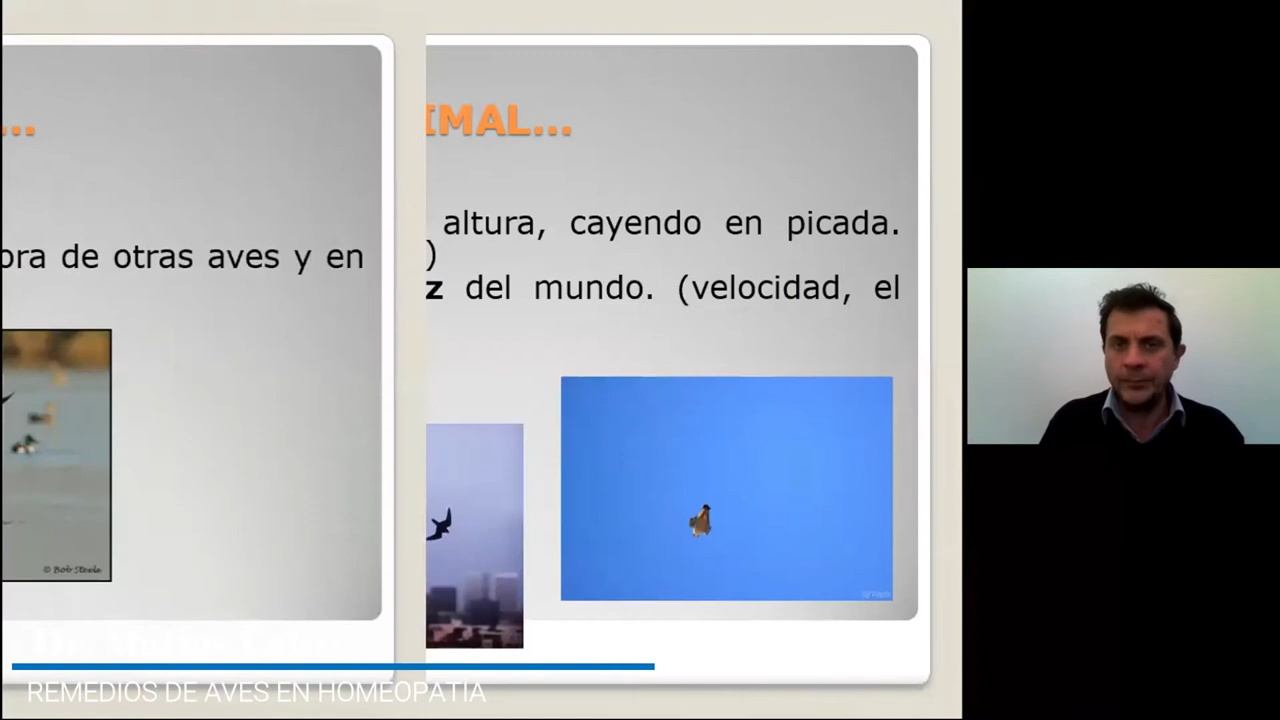 ...
ora de otras aves y en
© Bob Steele
IMAL...
altura, cayendo en picada.
)
z del mundo. (velocidad, el
REMEDIOS DE AVES EN HOMEOPATIA